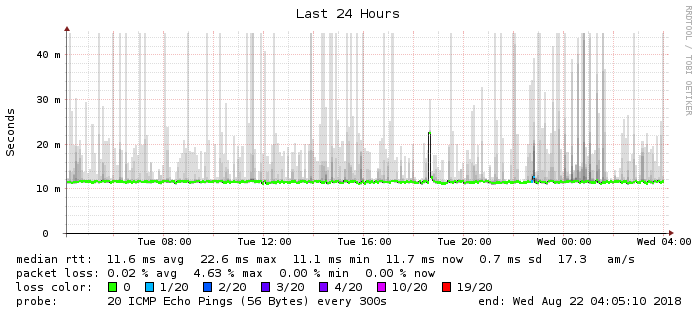 Last 24 Hours
RRDTOOL / TOBI OETIKER
Seconds
40 m
30 m
20 m
10 m
0
Tue 08:00 Tue 12:00 Tue 16:00 Tue 20:00 Wed 00:00 Wed 04:00
median rtt: 11.6 ms avg 22.6 ms max 11.1 ms min 11.7 ms now 0.7 ms sd 17.3 am/s
packet loss: 0.02 % avg 4.63 % max 0.00 % min 0.00 % now
loss color: 0 1/20 2/20 3/20 4/20 10/20 19/20
probe: 20 ICMP Echo Pings (56 Bytes) every 300s end: Wed Aug 22 04:05:10 2018